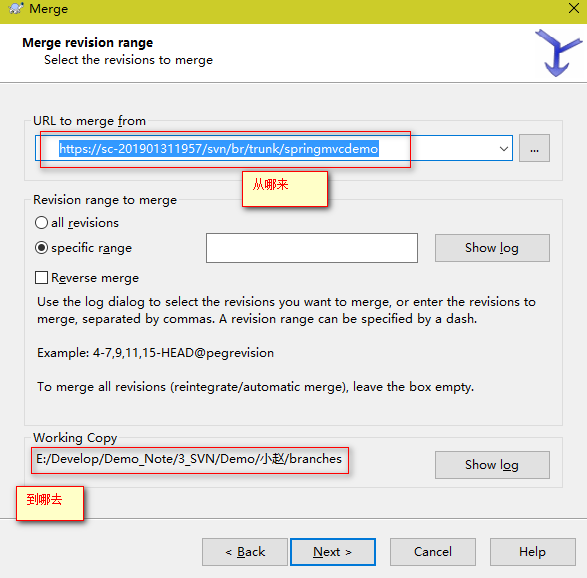 Merge
Merge revision range
Select the revisions to merge
URL to merge from
https://sc-201901311957/svn/br/trunk/springmvcdemo
...
从哪来
Revision range to merge
all revisions
specific range
Show log
Reverse merge
Use the log dialog to select the revisions you want to merge, or enter the revisions to
merge, separated by commas. A revision range can be specified by a dash.
Example: 4-7,9,11,15-HEAD@pegrevision
To merge all revisions (reintegrate/automatic merge), leave the box empty.
Working Copy
E:/Develop/Demo_Note/3_SVN/Demo/小赵/branches
Show log
到哪去
< Back
Next >
Cancel
Help